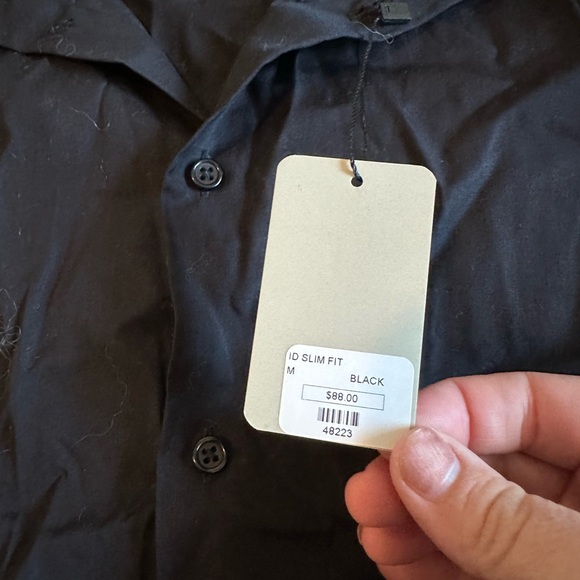 ID SLIM FIT
M
BLACK
$88.00
48223